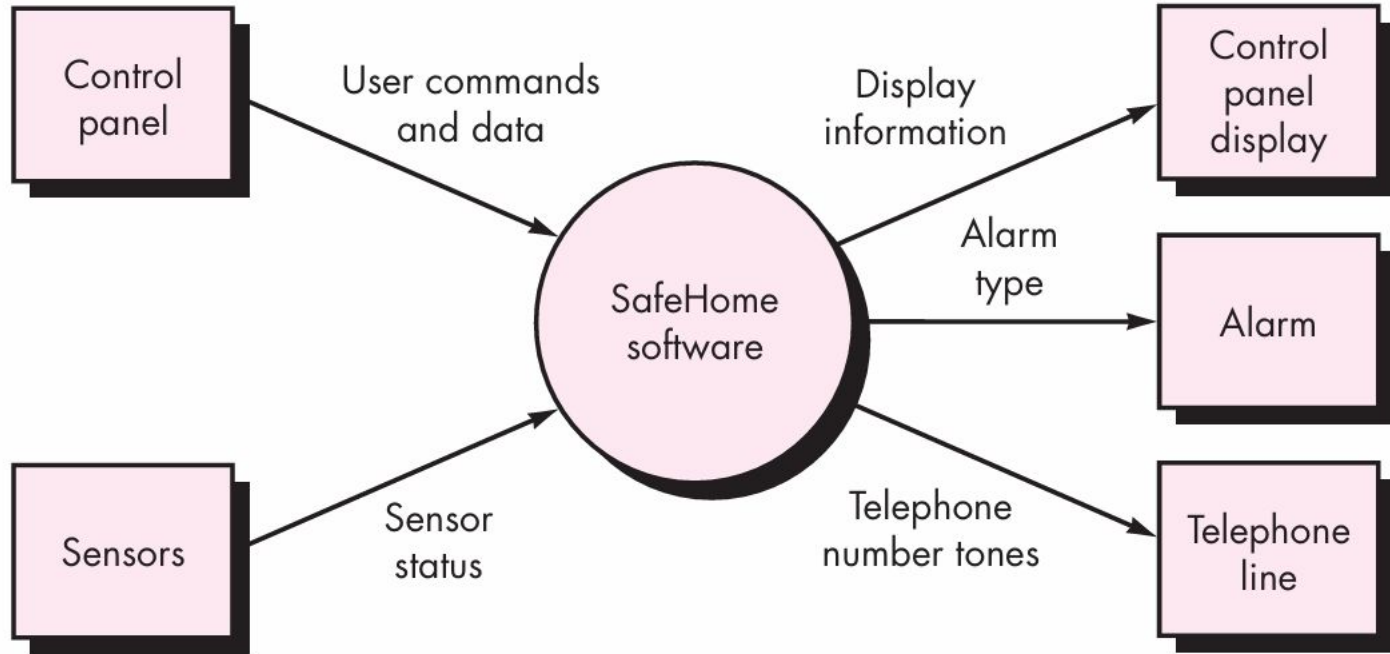 Control
panel
User commands
and data
Display
information
Control
panel
display
SafeHome
software
Alarm
type
Alarm
Sensors
Sensor
status
Telephone
number tones
Telephone
line